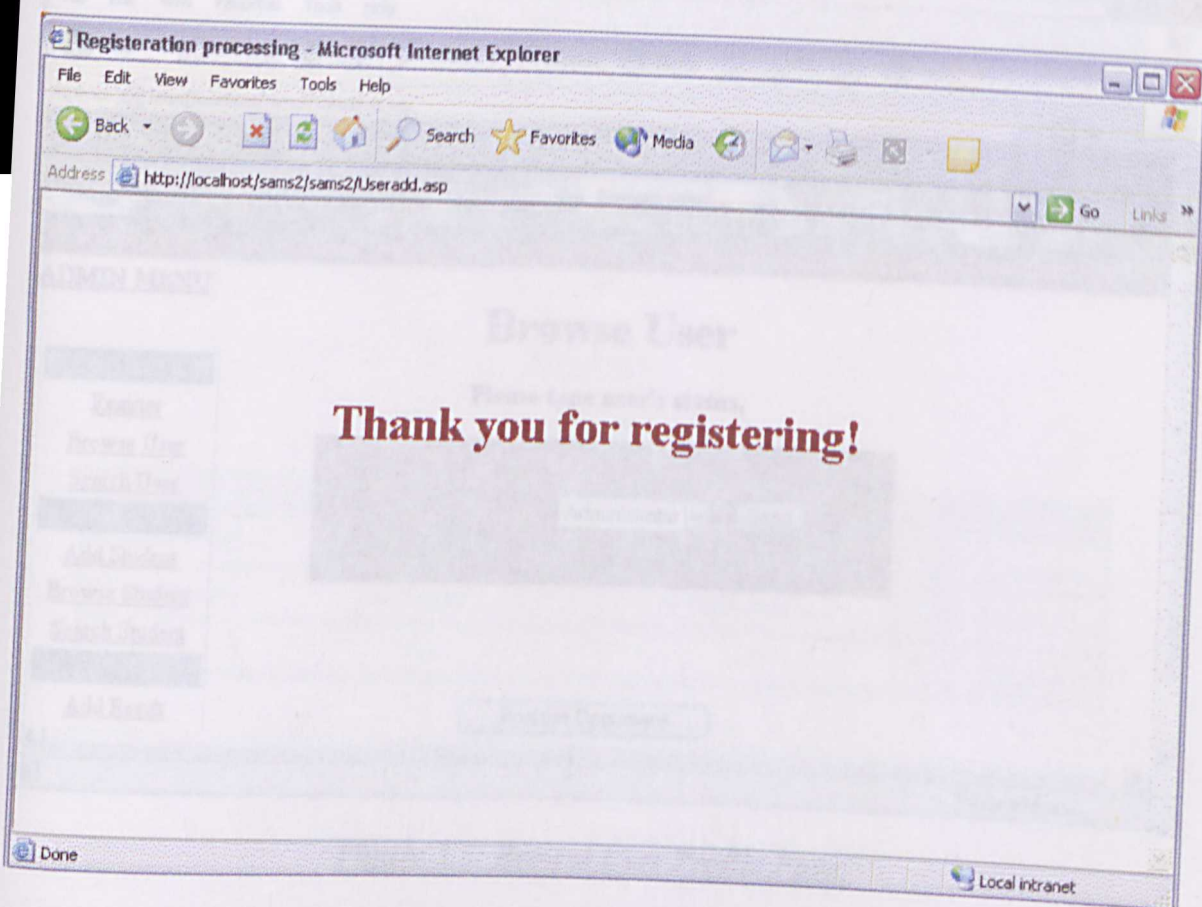 Registeration processing - Microsoft Internet Explorer
File Edit View Favorites Tools Help
Back Search Favorites Media
Address http://localhost/sams2/sams2/Useradd.asp Go Links »
ADMIN MENU
Browse User
Thank you for registering!
Browse User
Search User
Add Student
Browse Student
Search Student
Add Result
Done Local intranet